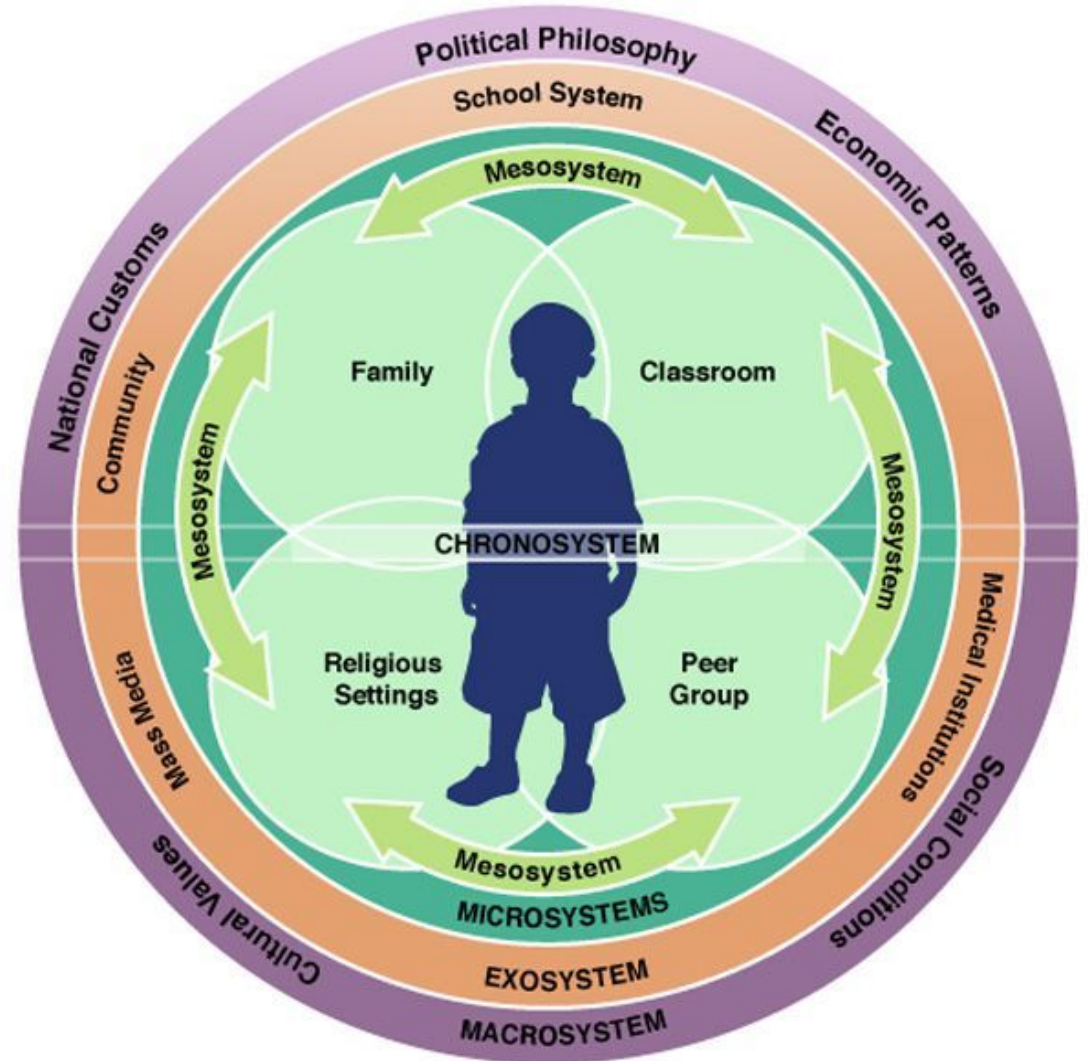 Political Philosophy
School System
Economic Patterns
Mesosystem
National Customs
Community
Family
Classroom
Mesosystem
Mesosystem
CHRONOSYSTEM
Religious
Settings
Peer
Group
Mass Media
Medical Institutions
Cultural Values
Social Conditions
Mesosystem
MICROSYSTEMS
EXOSYSTEM
MACROSYSTEM